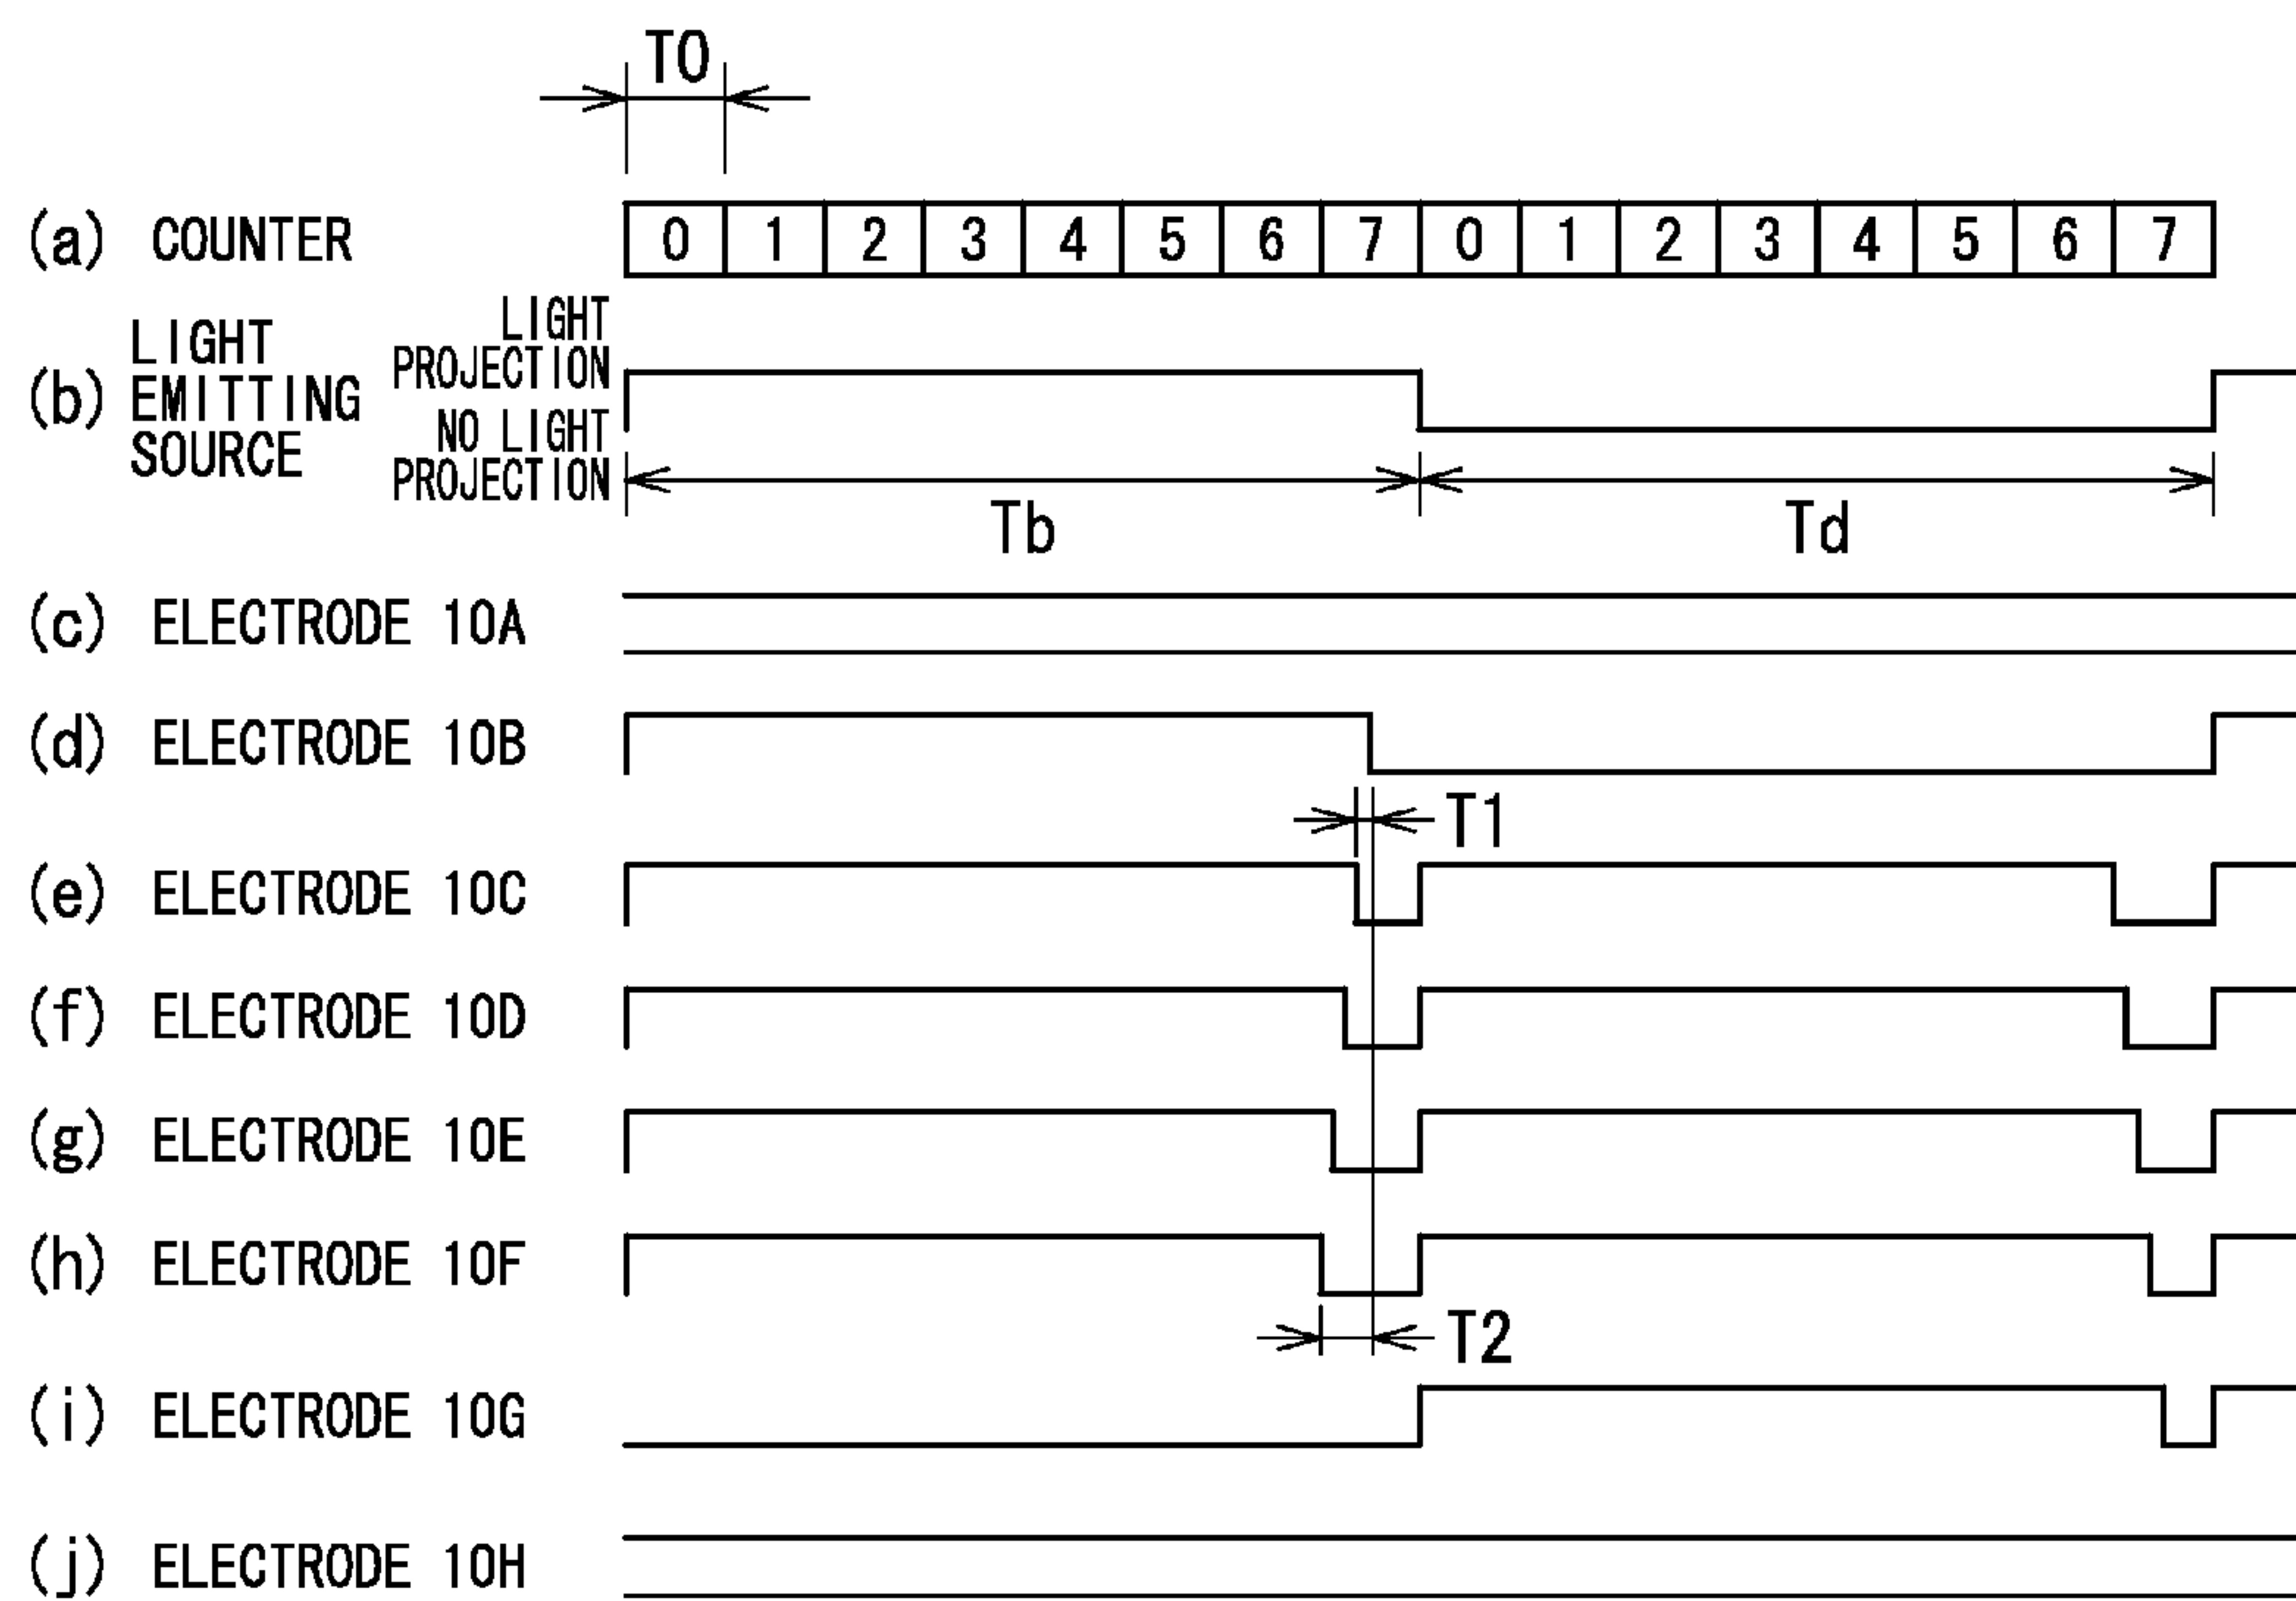 T0
(a) COUNTER 0 1 2 3 4 5 6 7 0 1 2 3 4 5 6 7
(b) LIGHT
EMITTING
SOURCE
LIGHT
PROJECTION
NO LIGHT
PROJECTION
Tb Td
(c) ELECTRODE 10A
(d) ELECTRODE 10B
T1
(e) ELECTRODE 10C
(f) ELECTRODE 10D
(g) ELECTRODE 10E
(h) ELECTRODE 10F
T2
(i) ELECTRODE 10G
(j) ELECTRODE 10H